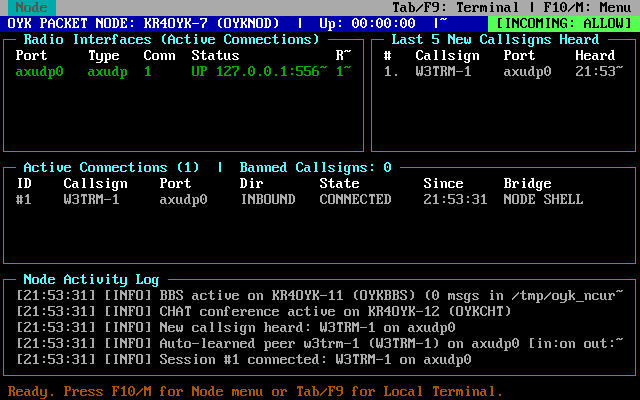 Node Tab/F9: Terminal | F10/M: Menu
OYK PACKET NODE: KR4OYK-7 (OYKNOD) | Up: 00:00:00 |~ [INCOMING: ALLOW]
Radio Interfaces (Active Connections)
Port Type Conn Status R~
axudp0 axudp 1 UP 127.0.0.1:556~ 1~
Last 5 New Callsigns Heard
# Callsign Port Heard
1. W3TRM-1 axudp0 21:53~
Active Connections (1) | Banned Callsigns: 0
ID Callsign Port Dir State Since Bridge
#1 W3TRM-1 axudp0 INBOUND CONNECTED 21:53:31 NODE SHELL
Node Activity Log
[21:53:31] [INFO] BBS active on KR4OYK-11 (OYKBBS) (0 msgs in /tmp/oyk_ncur~
[21:53:31] [INFO] CHAT conference active on KR4OYK-12 (OYKCHT)
[21:53:31] [INFO] New callsign heard: W3TRM-1 on axudp0
[21:53:31] [INFO] Auto-learned peer w3trm-1 (W3TRM-1) on axudp0 [in:on out:~
[21:53:31] [INFO] Session #1 connected: W3TRM-1 on axudp0
Ready. Press F10/M for Node menu or Tab/F9 for Local Terminal.